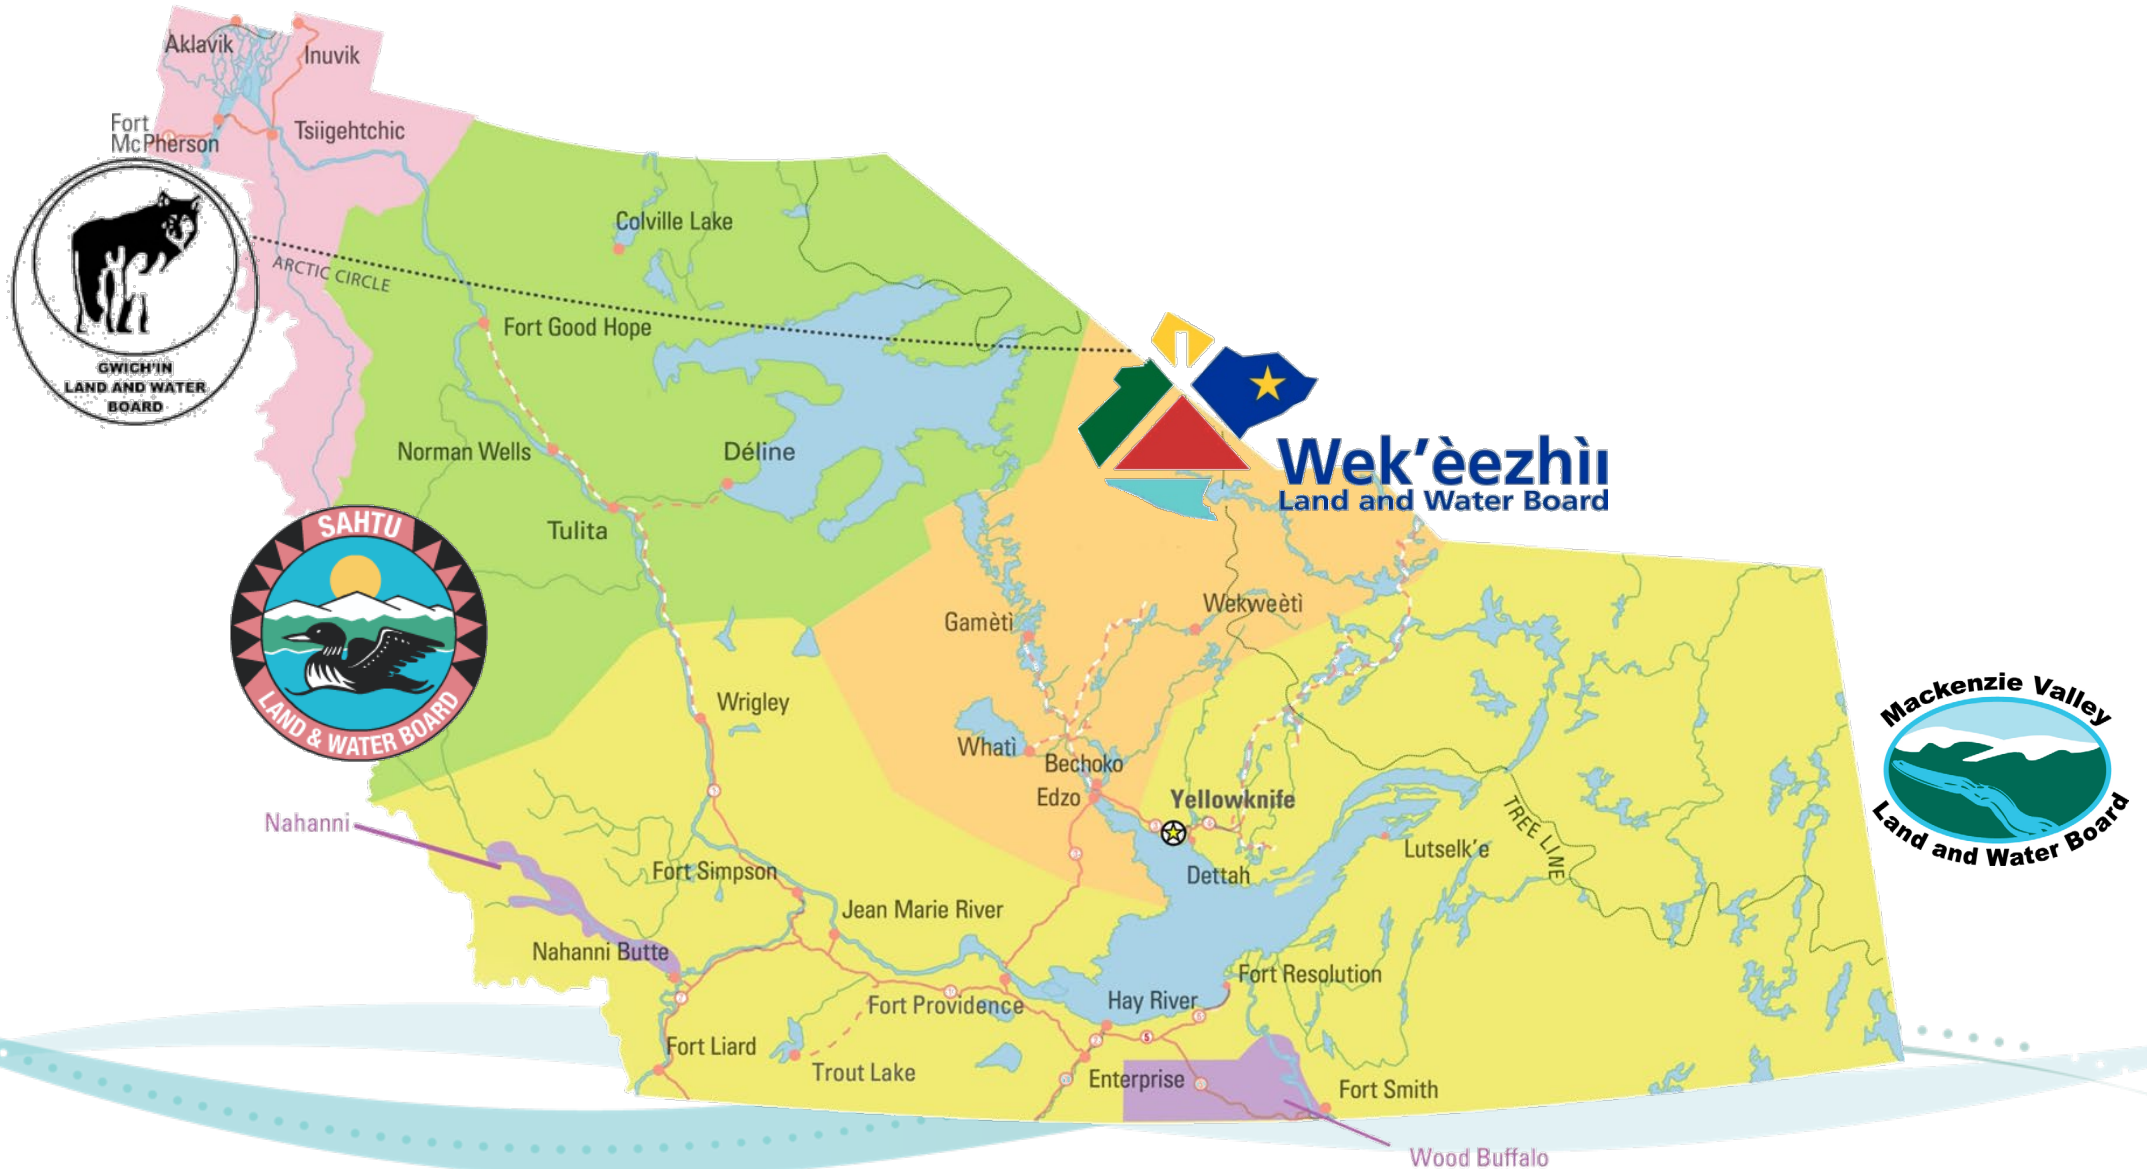 Aklavik
Inuvik
Fort
McPherson
Tsiigehtchic
GWICH'IN
LAND AND WATER
BOARD
ARCTIC CIRCLE
Colville Lake
Fort Good Hope
Norman Wells
Déline
Tulita
SAHTU
LAND & WATER BOARD
Wek'èezhìı
Land and Water Board
Gamètì
Wekweètì
Wrigley
Whatì
Bechoko
Edzo
Yellowknife
Mackenzie Valley
Land and Water Board
Nahanni
TREE LINE
Fort Simpson
Lutselk'e
Dettah
Jean Marie River
Nahanni Butte
Fort Resolution
Fort Providence
Hay River
Fort Liard
Trout Lake
Enterprise
Fort Smith
Wood Buffalo